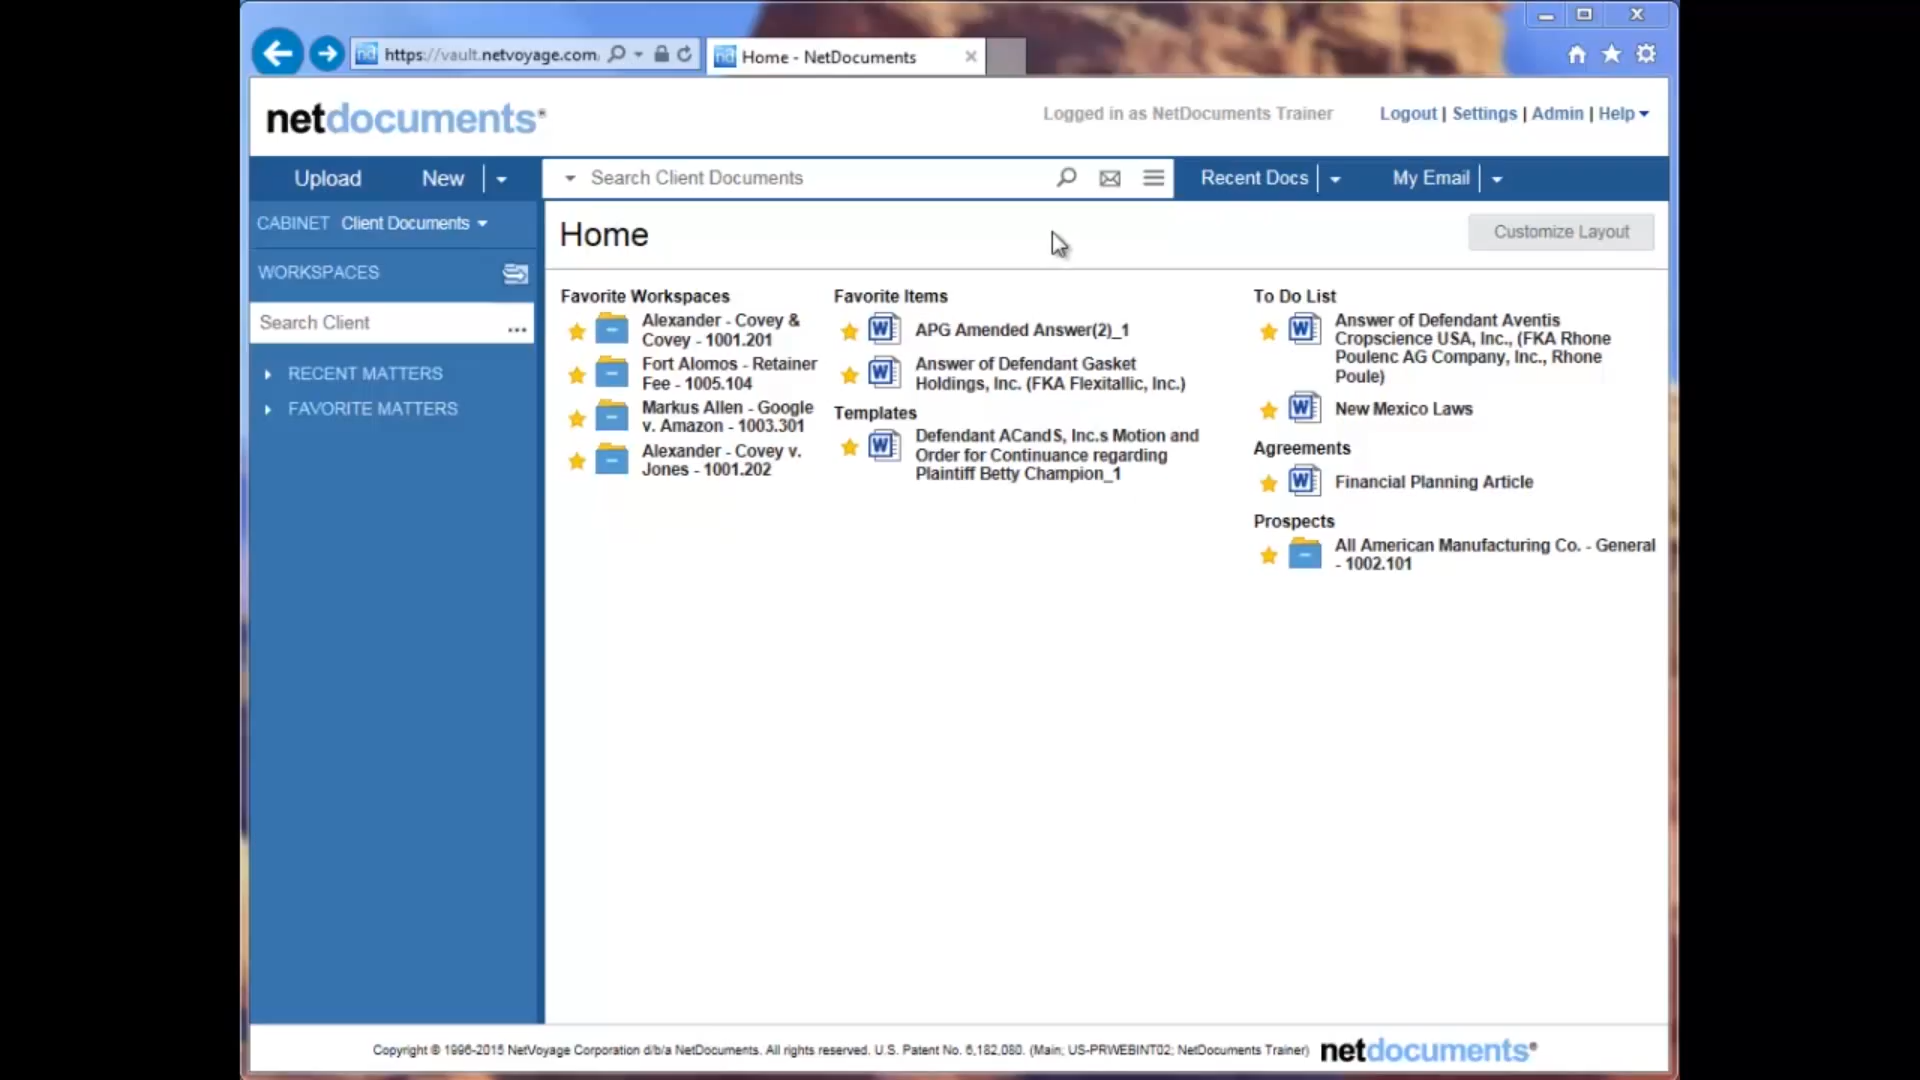 https://vault.netvoyage.com
Home - NetDocuments
netdocuments®
Logged in as NetDocuments Trainer
Logout | Settings | Admin | Help
Upload
New
Search Client Documents
Recent Docs
My Email
CABINET Client Documents
WORKSPACES
Search Client
...
RECENT MATTERS
FAVORITE MATTERS
Home
Customize Layout
Favorite Workspaces
Alexander - Covey &
Covey - 1001.201
Fort Alomos - Retainer
Fee - 1005.104
Markus Allen - Google
v. Amazon - 1003.301
Alexander - Covey v.
Jones - 1001.202
Favorite Items
APG Amended Answer(2)_1
Answer of Defendant Gasket
Holdings, Inc. (FKA Flexitallic, Inc.)
Templates
Defendant ACandS, Inc.s Motion and
Order for Continuance regarding
Plaintiff Betty Champion_1
To Do List
Answer of Defendant Aventis
Cropscience USA, Inc., (FKA Rhone
Poulenc AG Company, Inc., Rhone
Poule)
New Mexico Laws
Agreements
Financial Planning Article
Prospects
All American Manufacturing Co. - General
- 1002.101
Copyright © 1996-2015 NetVoyage Corporation d/b/a NetDocuments. All rights reserved. U.S. Patent No. 6,182,080. (Main; US-PRWEBINT02; NetDocuments Trainer)
netdocuments®